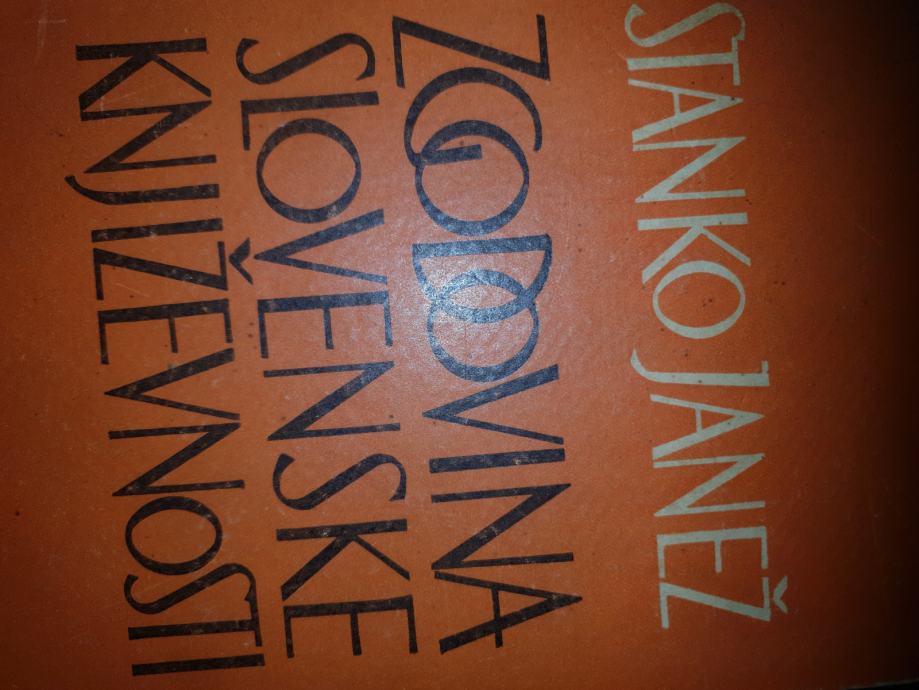 STANKO JANEŽ
ZGODOVINA
SLOVENSKE
KNJIŽEVNOSTI